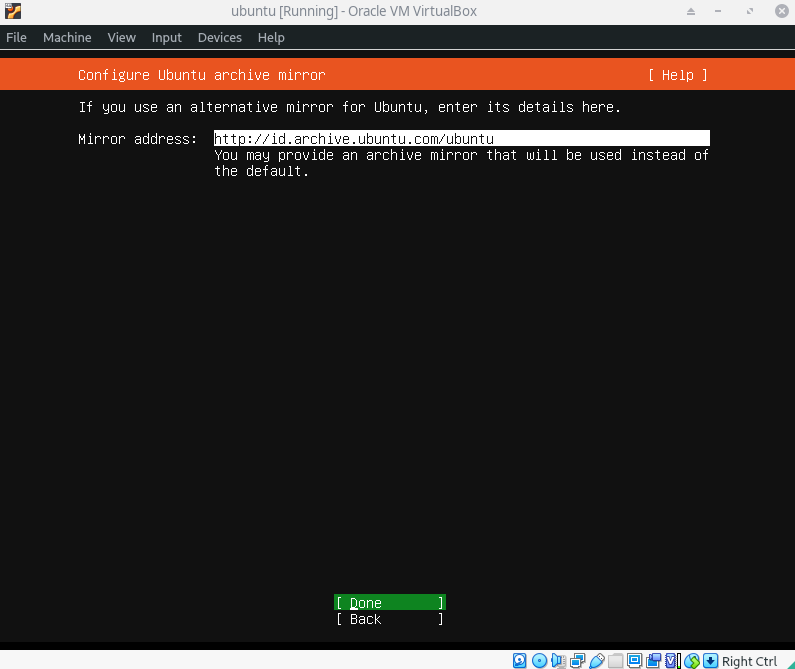 ubuntu [Running] - Oracle VM VirtualBox
File Machine View Input Devices Help
Configure Ubuntu archive mirror [ Help ]
If you use an alternative mirror for Ubuntu, enter its details here.
Mirror address: http://id.archive.ubuntu.com/ubuntu
You may provide an archive mirror that will be used instead of
the default.
[ Done ]
[ Back ]
Right Ctrl